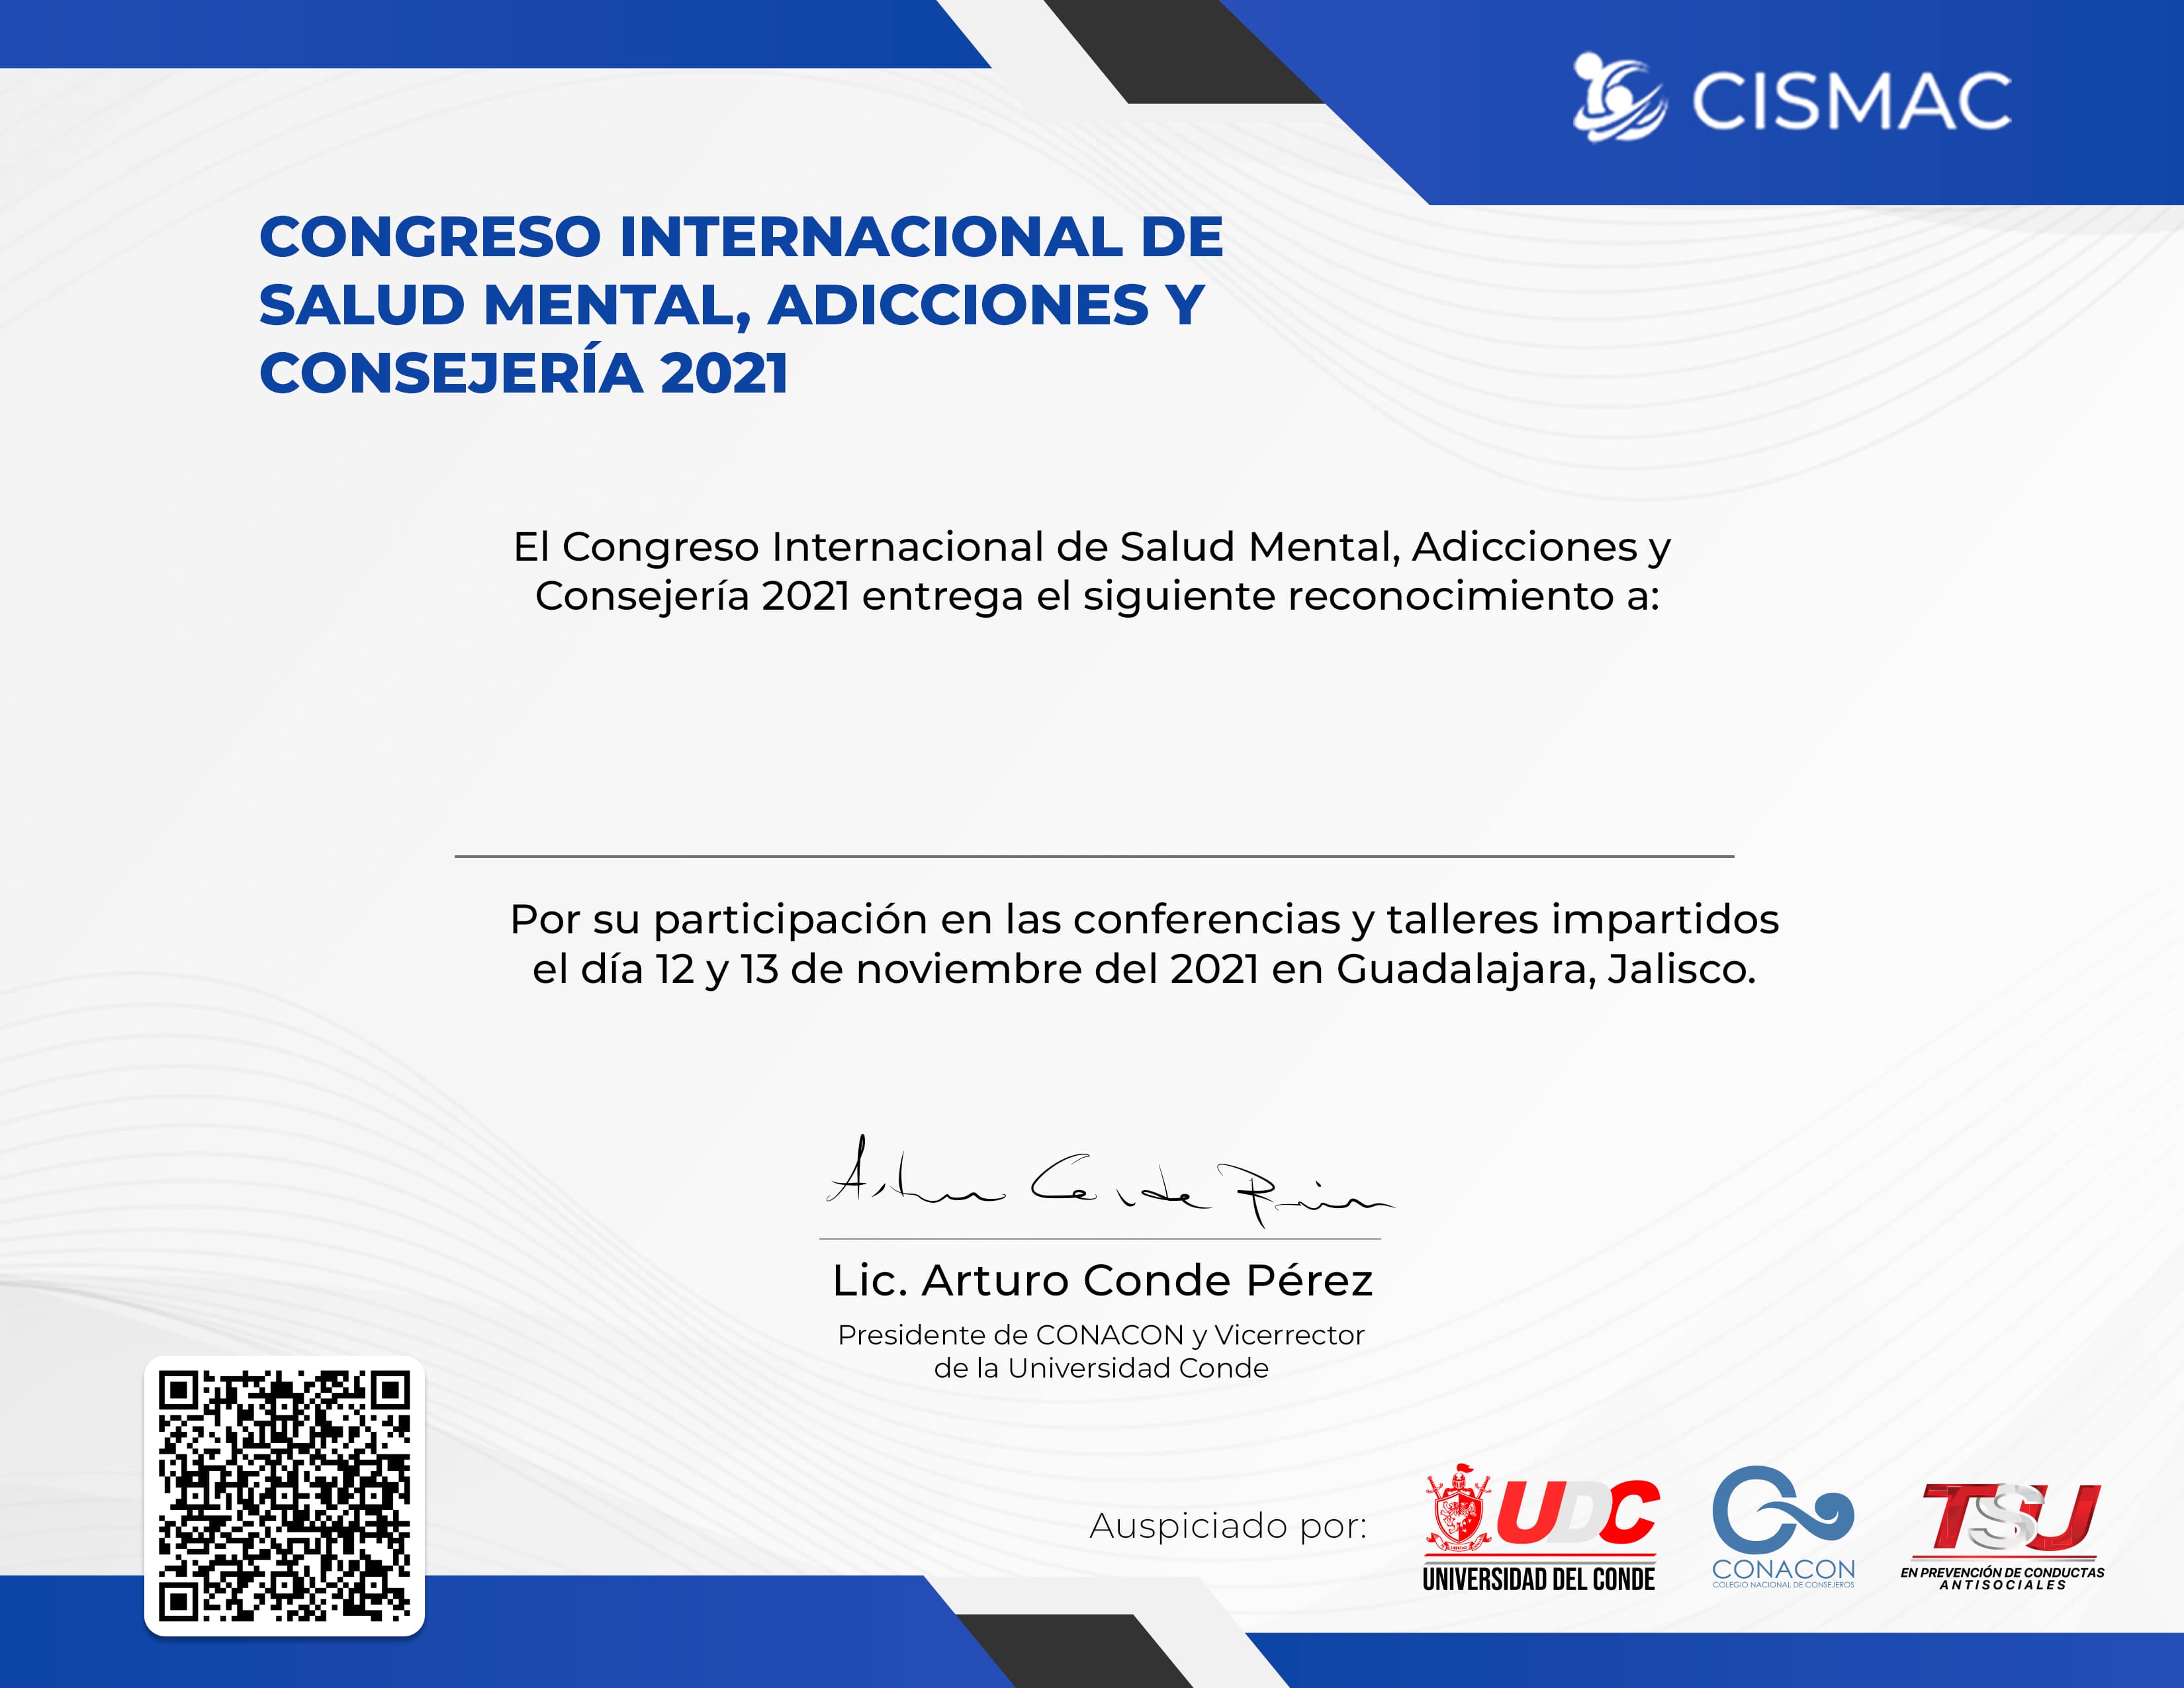 CISMAC
CONGRESO INTERNACIONAL DE
SALUD MENTAL, ADICCIONES Y
CONSEJERÍA 2021
El Congreso Internacional de Salud Mental, Adicciones y
Consejería 2021 entrega el siguiente reconocimiento a:
Por su participación en las conferencias y talleres impartidos
el día 12 y 13 de noviembre del 2021 en Guadalajara, Jalisco.
Lic. Arturo Conde Pérez
Presidente de CONACON y Vicerrector
de la Universidad Conde
Auspiciado por:
UDC
UNIVERSIDAD DEL CONDE
CONACON
COLEGIO NACIONAL DE CONSEJEROS
TSU
EN PREVENCIÓN DE CONDUCTAS
ANTISOCIALES